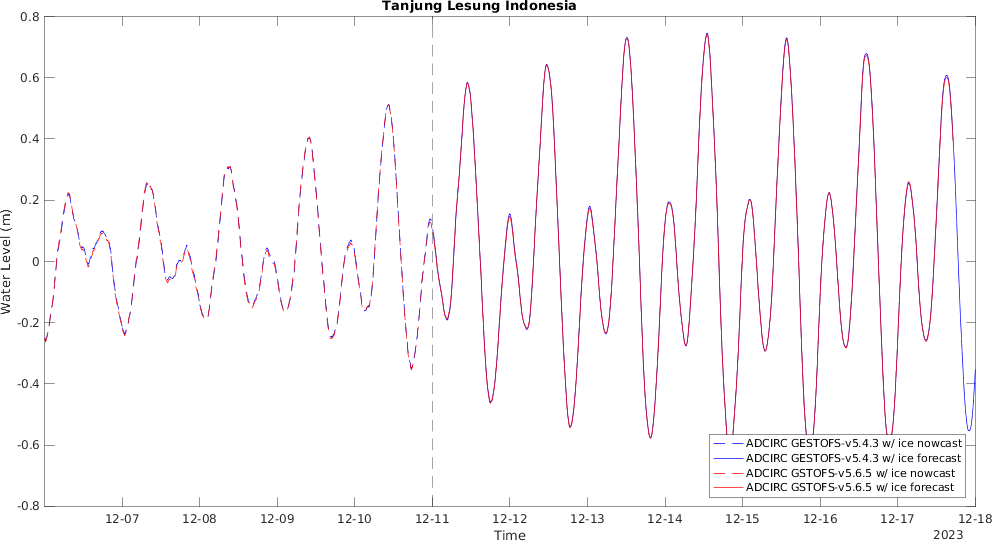 Tanjung Lesung Indonesia
0.8
0.6
0.4
0.2
0
-0.2
-0.4
-0.6
-0.8
Water Level (m)
ADCIRC GESTOFS-v5.4.3 w/ ice nowcast
ADCIRC GESTOFS-v5.4.3 w/ ice forecast
ADCIRC GSTOFS-v5.6.5 w/ ice nowcast
ADCIRC GSTOFS-v5.6.5 w/ ice forecast
12-07 12-08 12-09 12-10 12-11 12-12 12-13 12-14 12-15 12-16 12-17 12-18
Time
2023